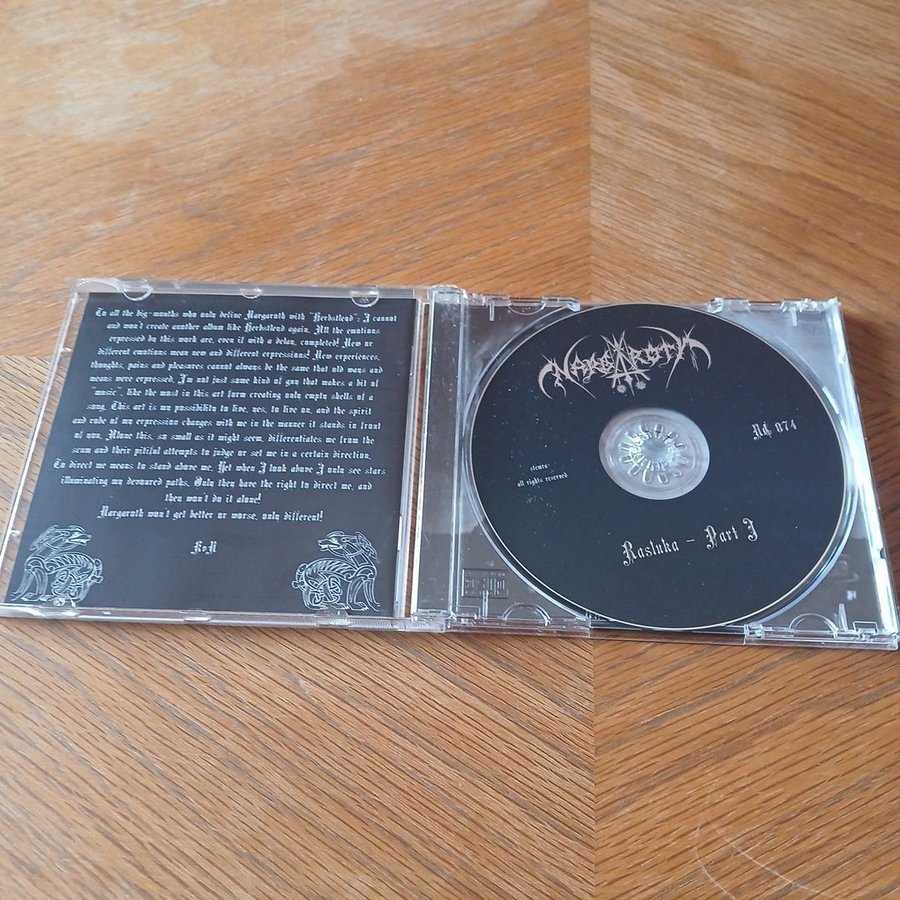 To all the big-mouths who only define Nargaroth with "Herbstleyd": I cannot
and won't create another album like Herbstleyd again. All the emotions
expressed by this work are, even if with a delay, completed! New or
different emotions mean new and different expressions! New experiences,
thoughts, pains and pleasures cannot always be the same that old ways and
means were expressed. I'm not just some kind of guy that makes a bit of
"music", like the most in this art form creating only empty shells of a
song. This art is my possibility to live, yes, to live on, and the spirit
and robe of my expression changes with me in the manner it stands in front
of you. Alone this, so small as it might seem, differentiates me from the
scum and their pitiful attempts to judge or set me in a certain direction.
To direct me means to stand above me. Yet when I look above I only see stars
illuminating my devoured paths. Only then have the right to direct me, and
then won't do it alone!
Nargaroth won't get better or worse, only different!
KvN
NARGAROTH
074
all rights reserved
Rasluka - Part I